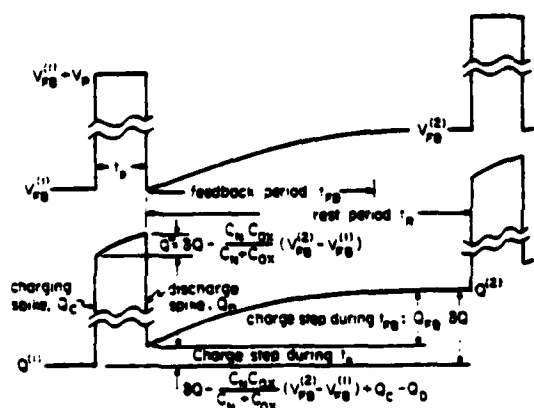 V_FB^(1) + V_P
V_FB^(2)
t_p
V_FB^(1)
feedback period t_FB
rest period t_R
Q = δQ - C_N C_OX / C_N + C_OX (V_FB^(2) - V_FB^(1))
charging spike, Q_C
discharge spike, Q_D
Q^(2)
charge step during t_FB: Q_FB
δQ
Charge step during t_R
Q^(1)
δQ - C_N C_OX / C_N + C_OX (V_FB^(2) - V_FB^(1)) + Q_C - Q_D